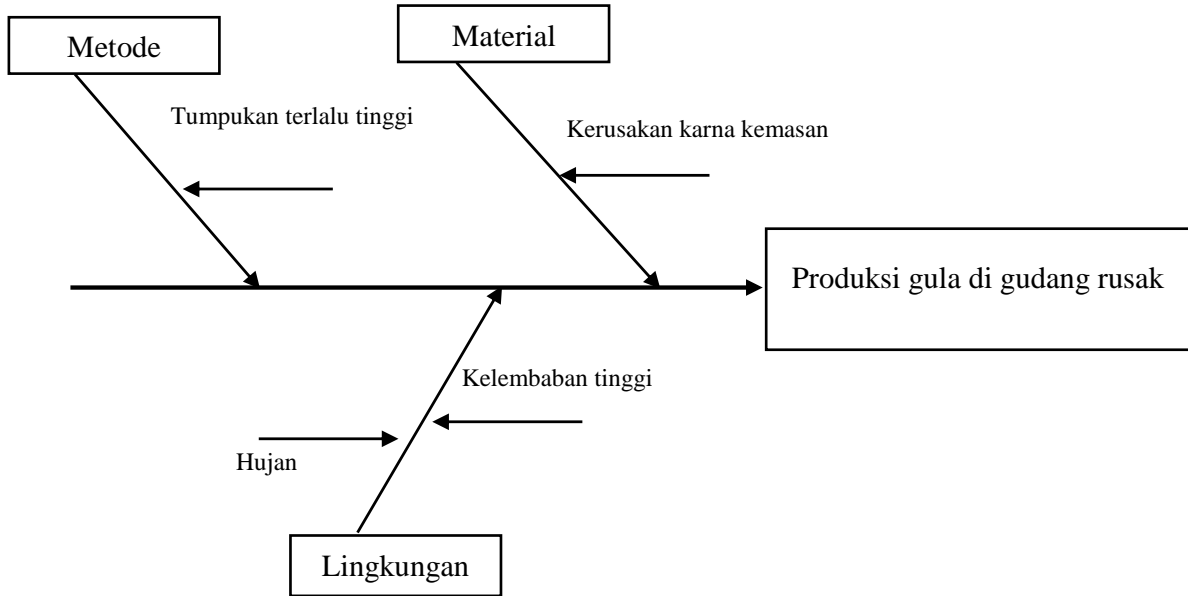 Metode
Material
Tumpukan terlalu tinggi
Kerusakan karna kemasan
Produksi gula di gudang rusak
Kelembaban tinggi
Hujan
Lingkungan